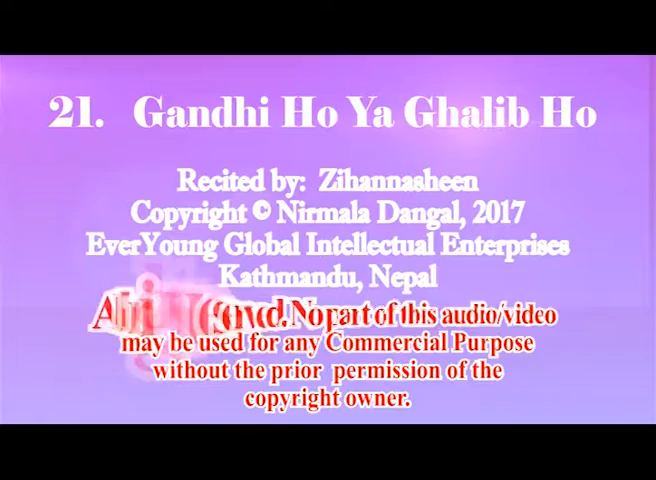 21. Gandhi Ho Ya Ghalib Ho
Recited by: Zihannasheen
Copyright © Nirmala Dangal, 2017
EverYoung Global Intellectual Enterprises
Kathmandu, Nepal
No part of this audio/video
may be used for any Commercial Purpose
without the prior permission of the
copyright owner.